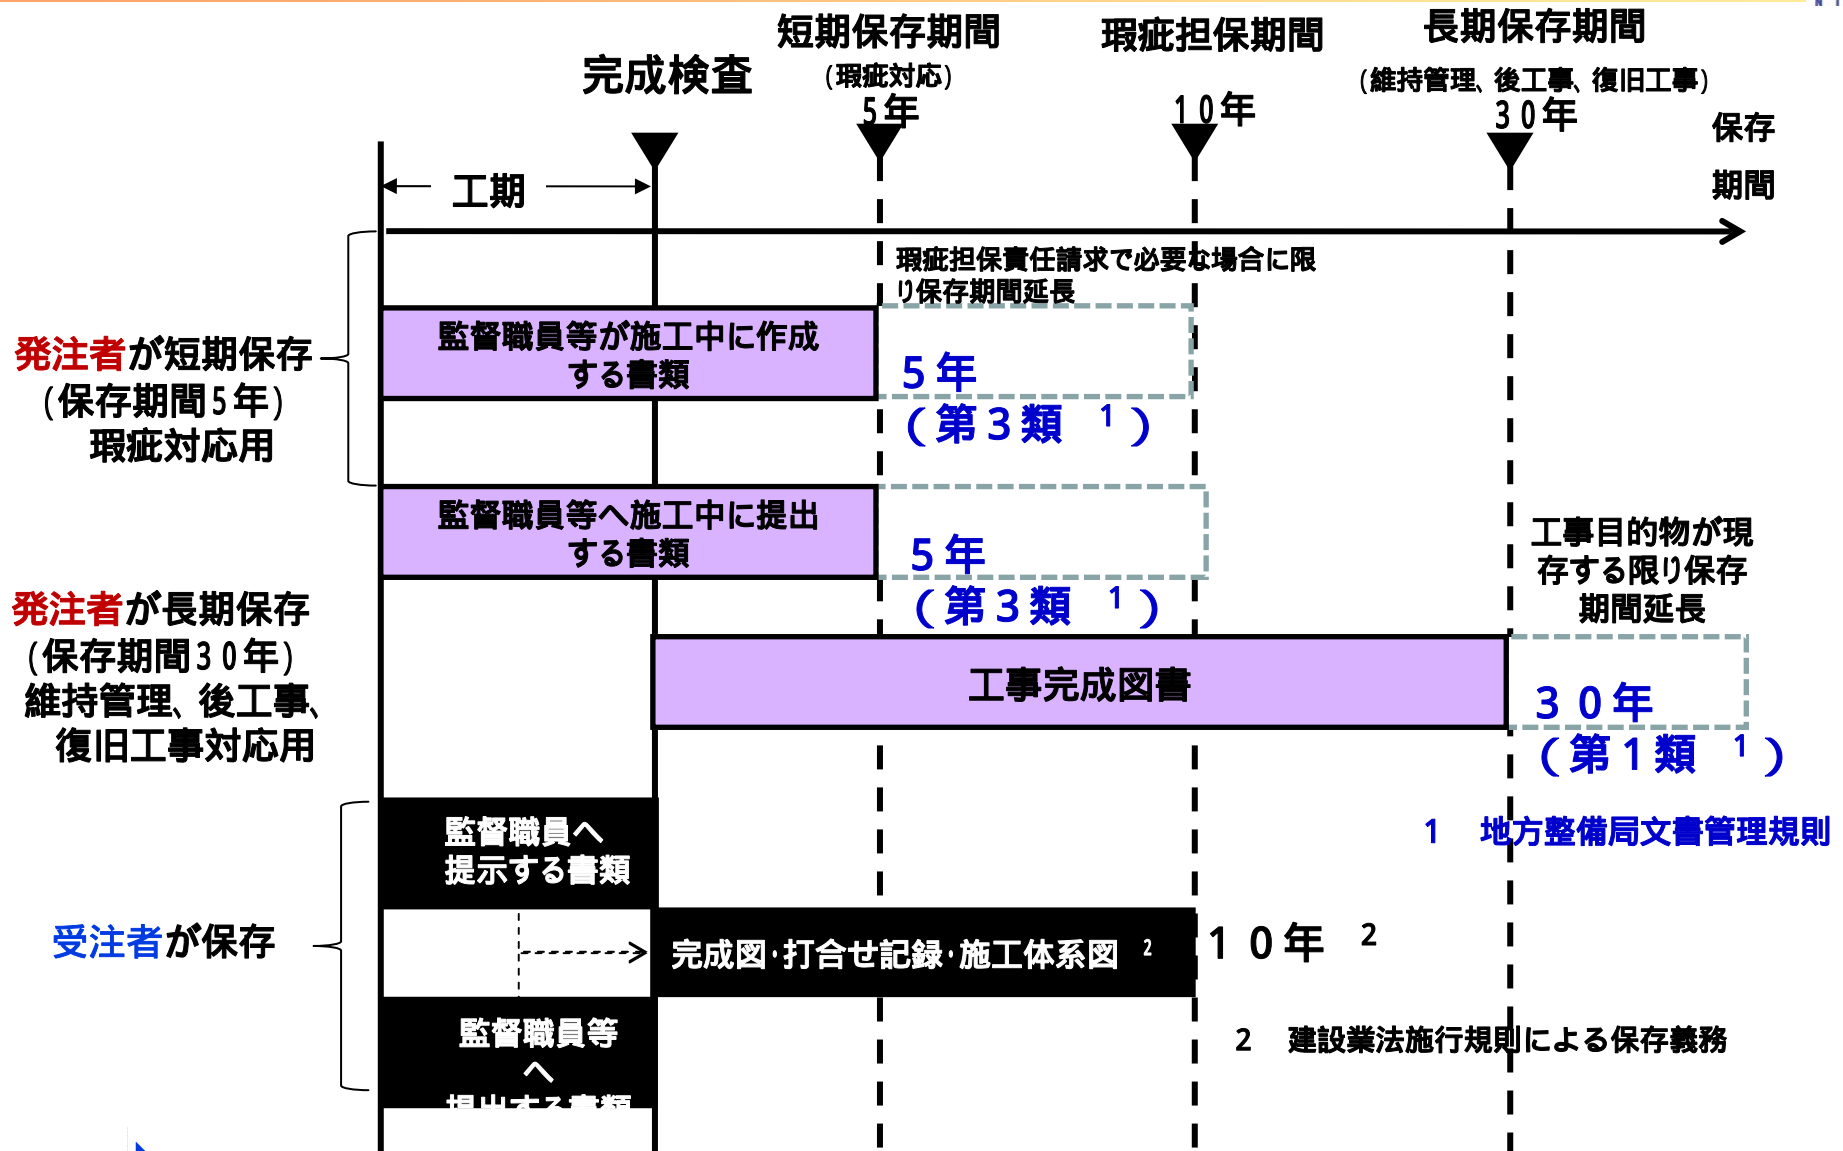 完成検査
短期保存期間
(瑕疵対応)
5年
瑕疵担保期間
10年
長期保存期間
(維持管理、後工事、復旧工事)
30年
保存
期間
工期
瑕疵担保責任請求で必要な場合に限
り保存期間延長
発注者が短期保存
(保存期間5年)
瑕疵対応用
監督職員等が施工中に作成
する書類
5年
(第3類 1)
監督職員等へ施工中に提出
する書類
5年
(第3類 1)
工事目的物が現
存する限り保存
期間延長
発注者が長期保存
(保存期間30年)
維持管理、後工事、
復旧工事対応用
工事完成図書
30年
(第1類 1)
1 地方整備局文書管理規則
受注者が保存
監督職員へ
提示する書類
完成図・打合せ記録・施工体系図 2
10年 2
監督職員等
へ
提出する書類
2 建設業法施行規則による保存義務